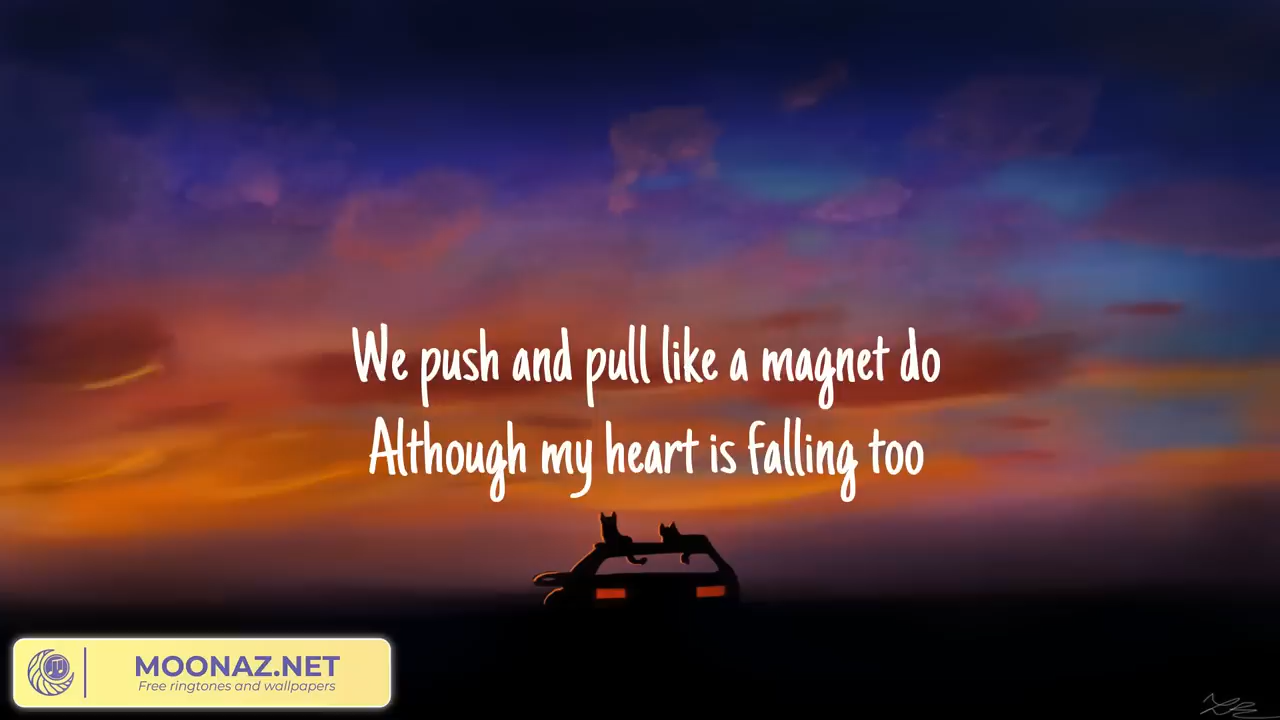 We push and pull like a magnet do
Although my heart is falling too
MOONAZ.NET
Free ringtones and wallpapers